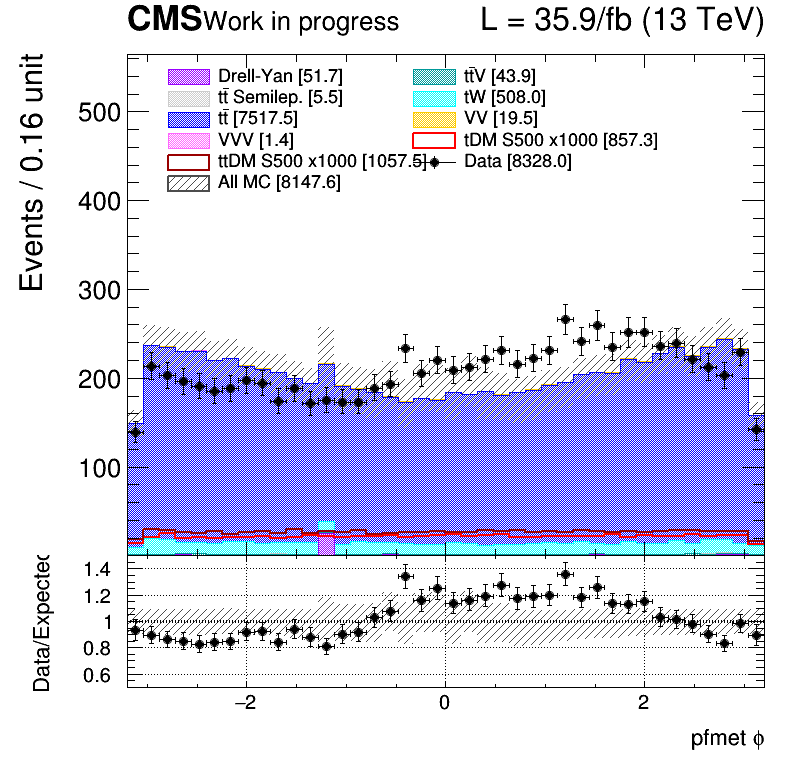 CMS Work in progress L = 35.9/fb (13 TeV)
Events / 0.16 unit
500
400
300
200
100
Drell-Yan [51.7] tt̄V [43.9]
tt̄ Semilep. [5.5] tW [508.0]
tt̄ [7517.5] VV [19.5]
VVV [1.4] tDM S500 x1000 [857.3]
ttDM S500 x1000 [1057.5] Data [8328.0]
All MC [8147.6]
Data/Expected
1.4
1.2
1
0.8
0.6
−2 0 2
pfmet ϕ